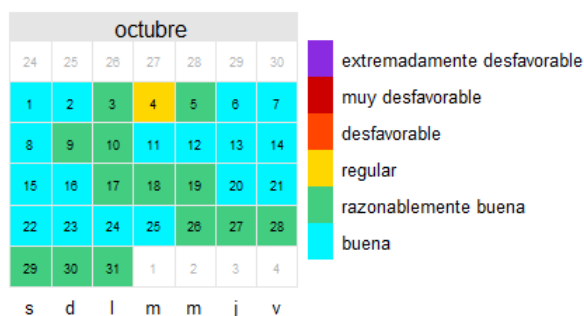 octubre
24 25 26 27 28 29 30
1 2 3 4 5 6 7
8 9 10 11 12 13 14
15 16 17 18 19 20 21
22 23 24 25 26 27 28
29 30 31 1 2 3 4
s d l m m j v
extremadamente desfavorable
muy desfavorable
desfavorable
regular
razonablemente buena
buena